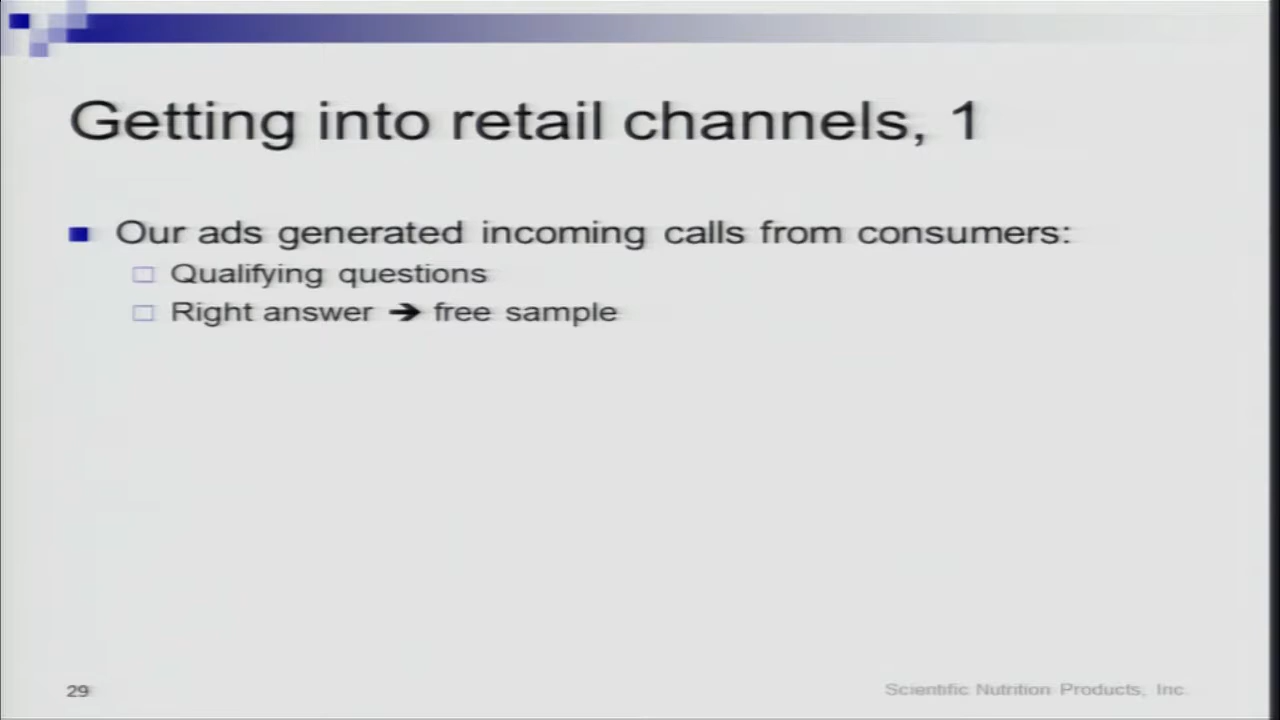 Getting into retail channels, 1
Our ads generated incoming calls from consumers:
Qualifying questions
Right answer ➔ free sample
29
Scientific Nutrition Products, Inc.